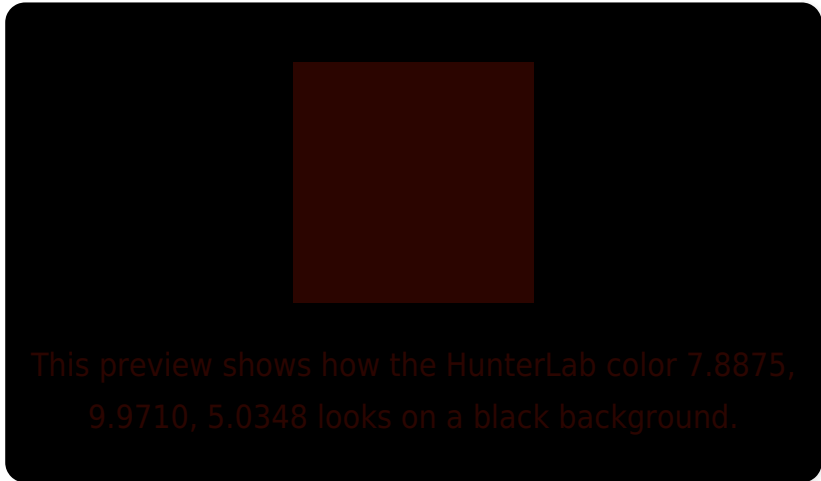 This preview shows how the HunterLab color 7.8875,
9.9710, 5.0348 looks on a black background.